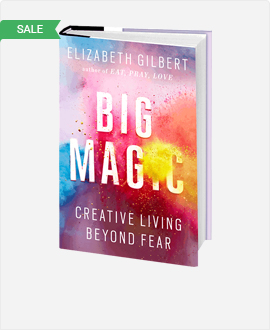 SALE
ELIZABETH GILBERT
author of EAT, PRAY, LOVE
BIG
MAGIC
CREATIVE LIVING
BEYOND FEAR